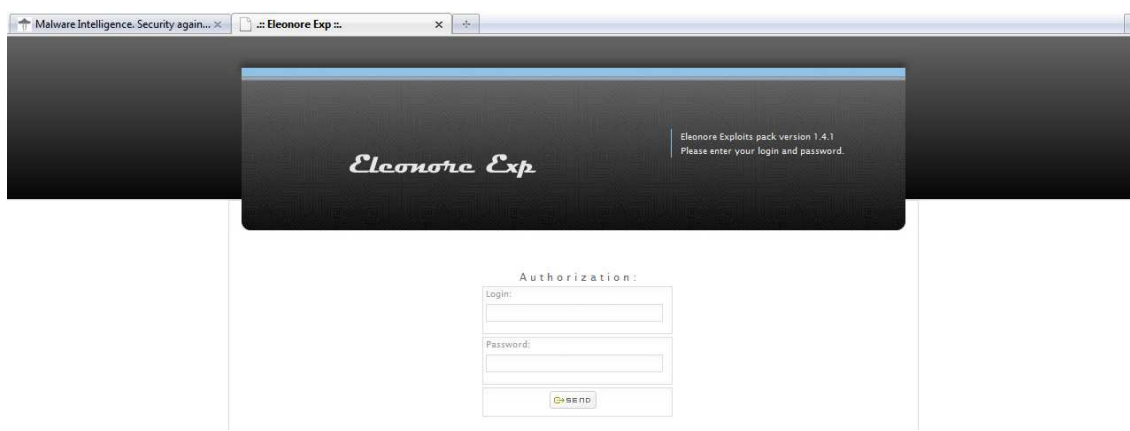 Malware Intelligence. Security again...
.:: Eleonore Exp ::.
Eleonore Exploits pack version 1.4.1
Please enter your login and password.
Eleonore Exp
Authorization:
Login:
Password:
SEND